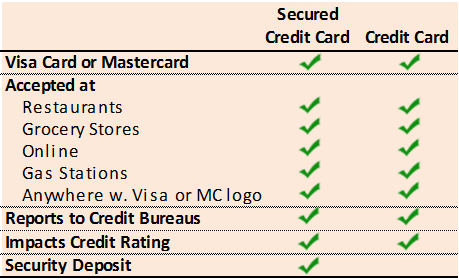 Secured
Credit Card Credit Card
Visa Card or Mastercard
Accepted at
Restaurants
Grocery Stores
Online
Gas Stations
Anywhere w. Visa or MC logo
Reports to Credit Bureaus
Impacts Credit Rating
Security Deposit